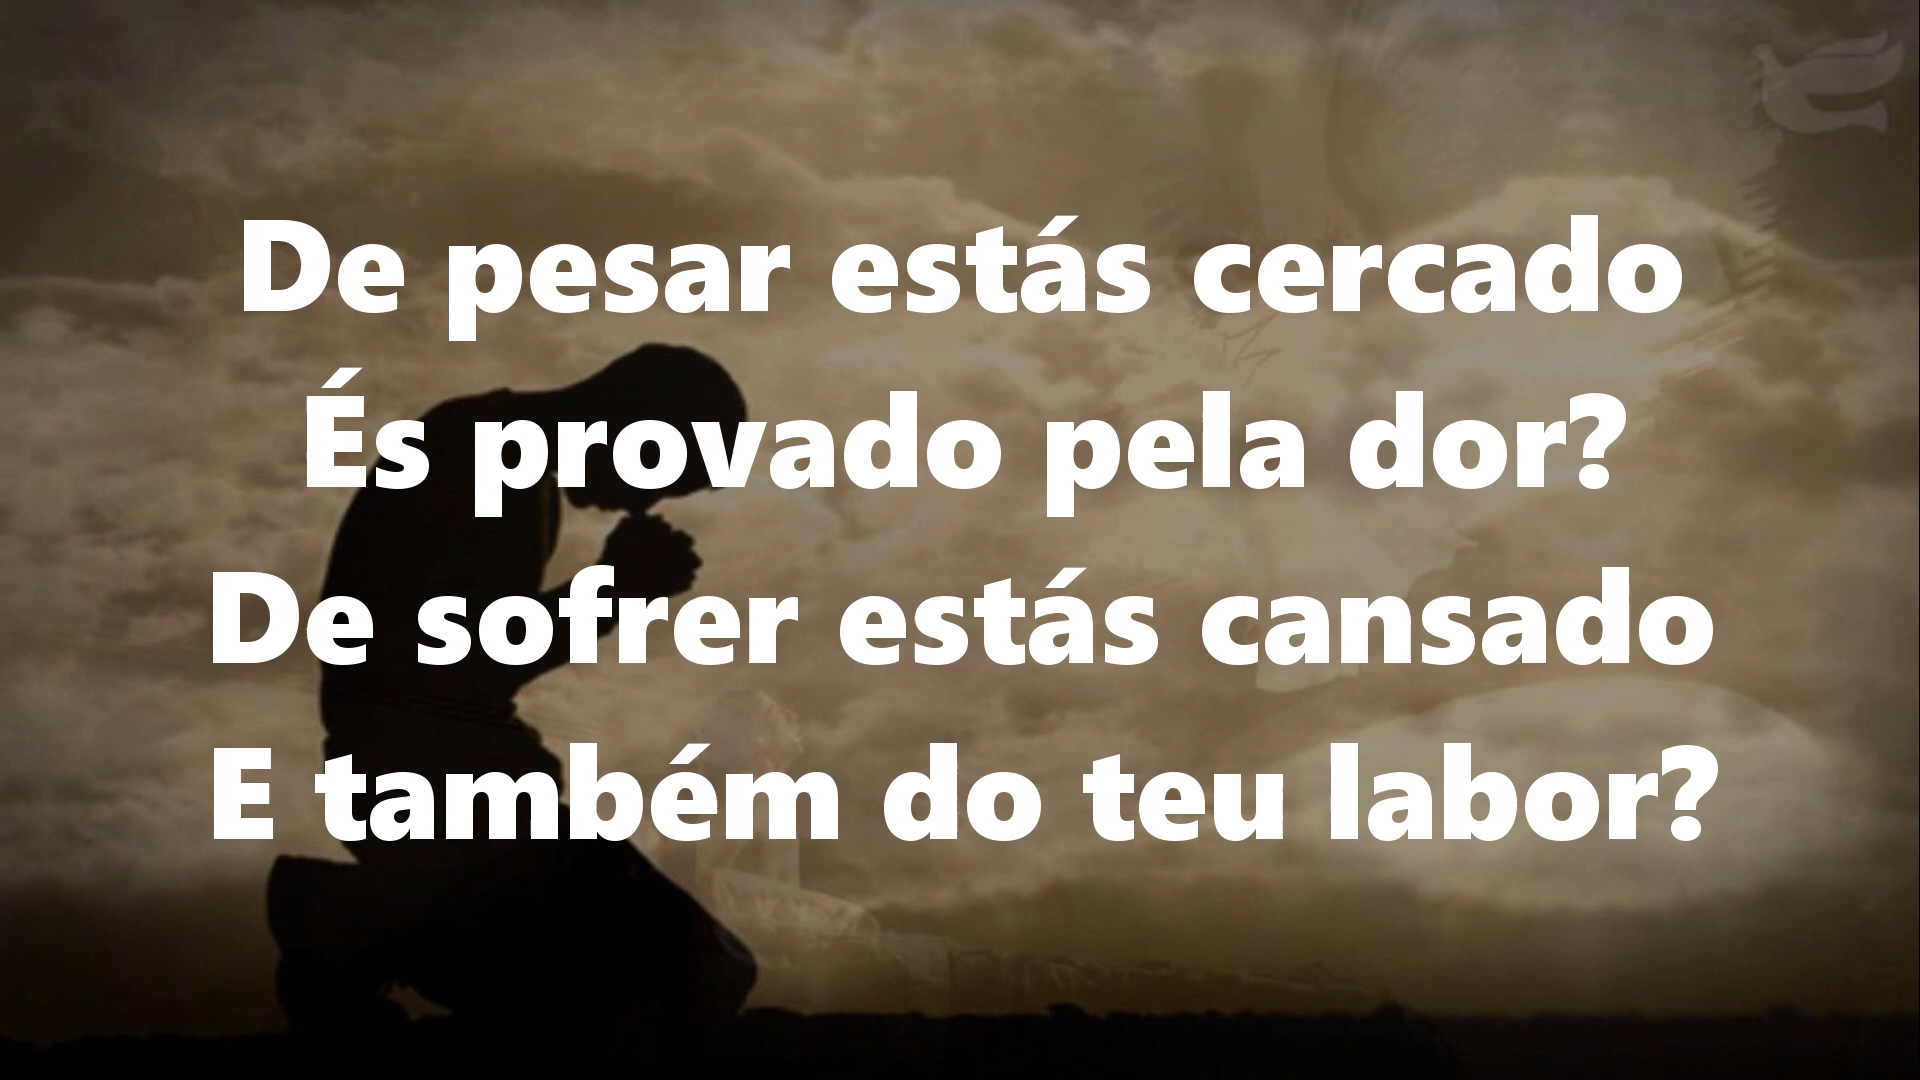 De pesar estás cercado
És provado pela dor?
De sofrer estás cansado
E também do teu labor?